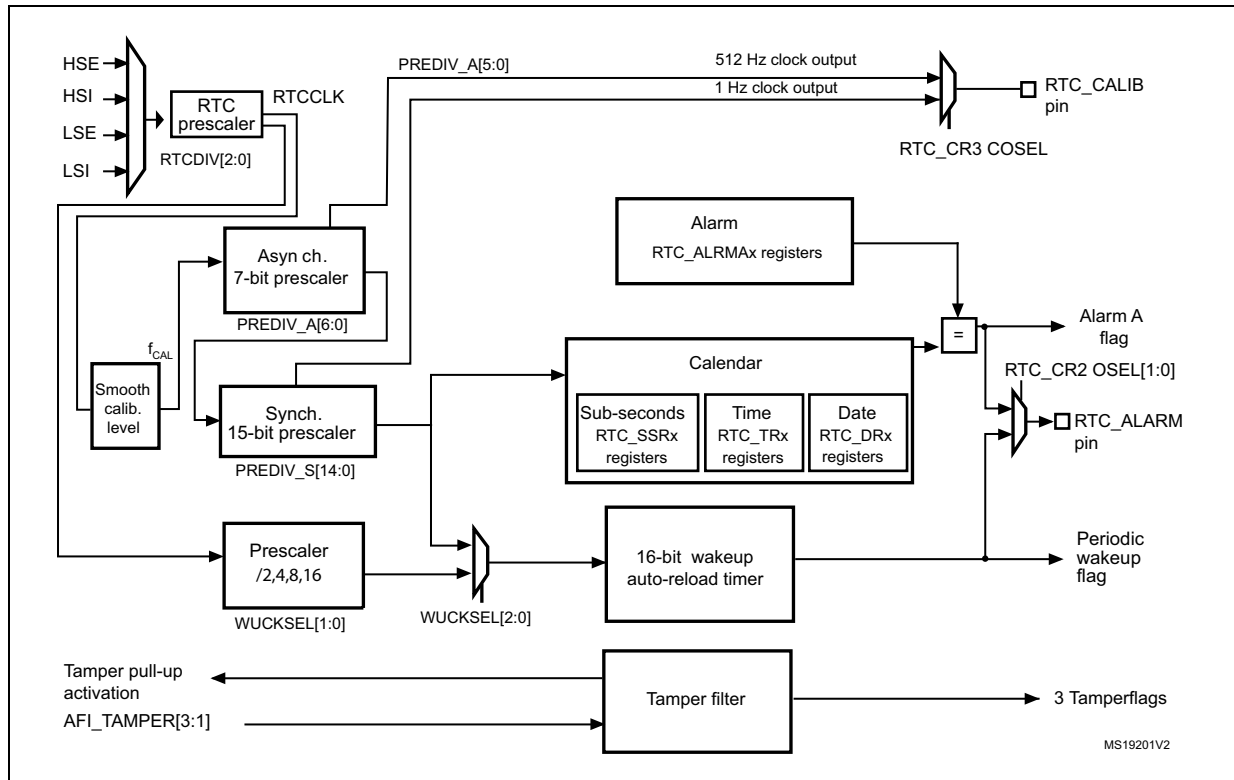 HSE
HSI
LSE
LSI
RTC
prescaler
RTCCLK
RTCDIV[2:0]
PREDIV_A[5:0]
512 Hz clock output
1 Hz clock output
RTC_CALIB
pin
RTC_CR3 COSEL
Asyn ch.
7-bit prescaler
PREDIV_A[6:0]
Alarm
RTC_ALRMAx registers
=
Alarm A
flag
fCAL
Smooth
calib.
level
Synch.
15-bit prescaler
PREDIV_S[14:0]
Calendar
Sub-seconds
RTC_SSRx
registers
Time
RTC_TRx
registers
Date
RTC_DRx
registers
RTC_CR2 OSEL[1:0]
RTC_ALARM
pin
Prescaler
/2,4,8,16
WUCKSEL[1:0]
WUCKSEL[2:0]
16-bit wakeup
auto-reload timer
Periodic
wakeup
flag
Tamper pull-up
activation
AFI_TAMPER[3:1]
Tamper filter
3 Tamperflags
MS19201V2